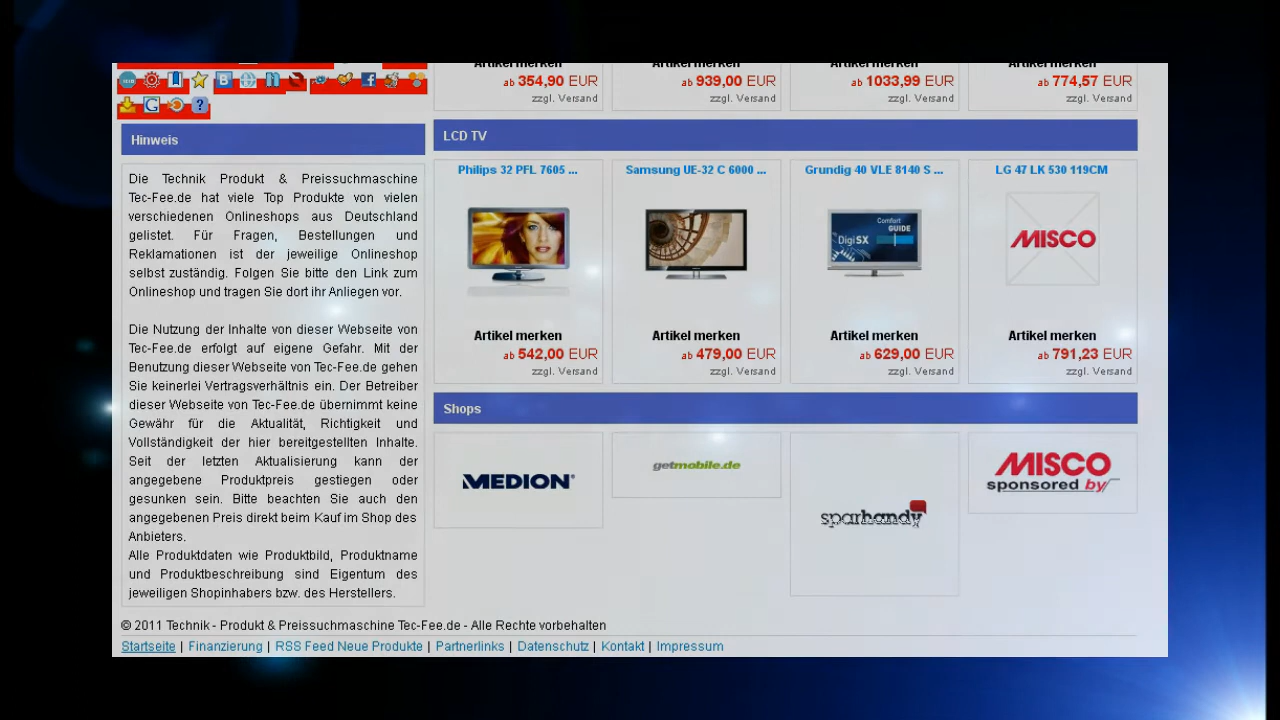 Artikel merken Artikel merken Artikel merken Artikel merken
ab 354,90 EUR ab 939,00 EUR ab 1033,99 EUR ab 774,57 EUR
zzgl. Versand zzgl. Versand zzgl. Versand zzgl. Versand
Hinweis
Die Technik Produkt & Preissuchmaschine
Tec-Fee.de hat viele Top Produkte von vielen
verschiedenen Onlineshops aus Deutschland
gelistet. Für Fragen, Bestellungen und
Reklamationen ist der jeweilige Onlineshop
selbst zuständig. Folgen Sie bitte den Link zum
Onlineshop und tragen Sie dort ihr Anliegen vor.
Die Nutzung der Inhalte von dieser Webseite von
Tec-Fee.de erfolgt auf eigene Gefahr. Mit der
Benutzung dieser Webseite von Tec-Fee.de gehen
Sie keinerlei Vertragsverhältnis ein. Der Betreiber
dieser Webseite von Tec-Fee.de übernimmt keine
Gewähr für die Aktualität, Richtigkeit und
Vollständigkeit der hier bereitgestellten Inhalte.
Seit der letzten Aktualisierung kann der
angegebene Produktpreis gestiegen oder
gesunken sein. Bitte beachten Sie auch den
angegebenen Preis direkt beim Kauf im Shop des
Anbieters.
Alle Produktdaten wie Produktbild, Produktname
und Produktbeschreibung sind Eigentum des
jeweiligen Shopinhabers bzw. des Herstellers.
LCD TV
Philips 32 PFL 7605 ... Samsung UE-32 C 6000 ... Grundig 40 VLE 8140 S ... LG 47 LK 530 119CM
Comfort
GUIDE
DigiSX
MISCO
Artikel merken Artikel merken Artikel merken Artikel merken
ab 542,00 EUR ab 479,00 EUR ab 629,00 EUR ab 791,23 EUR
zzgl. Versand zzgl. Versand zzgl. Versand zzgl. Versand
Shops
MEDION®
getmobile.de
sparhandy
MISCO
sponsored by
© 2011 Technik - Produkt & Preissuchmaschine Tec-Fee.de - Alle Rechte vorbehalten
Startseite | Finanzierung | RSS Feed Neue Produkte | Partnerlinks | Datenschutz | Kontakt | Impressum